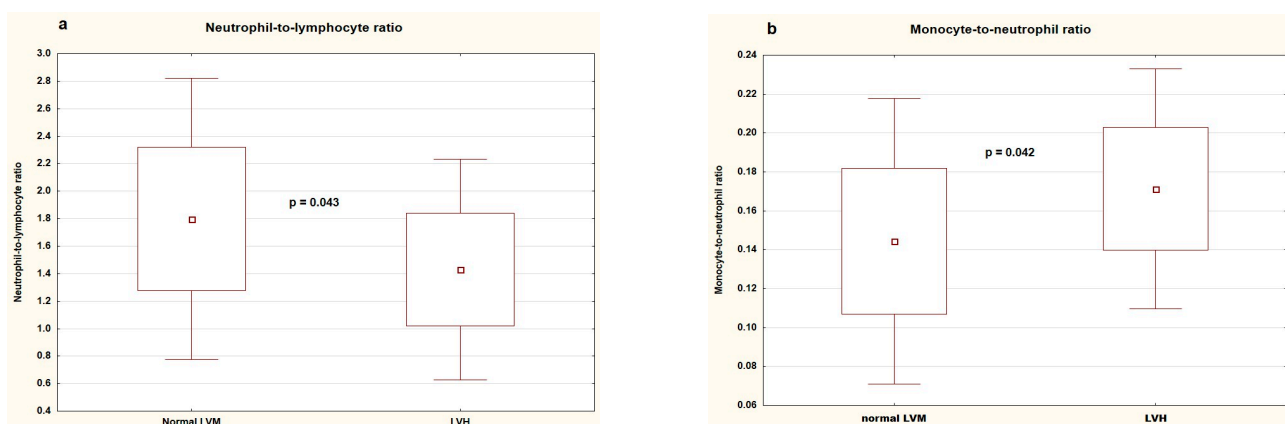 a
Neutrophil-to-lymphocyte ratio
Neutrophil-to-lymphocyte ratio
3.0
2.8
2.6
2.4
2.2
2.0
1.8
1.6
1.4
1.2
1.0
0.8
0.6
0.4
p = 0.043
Normal LVM
LVH
b
Monocyte-to-neutrophil ratio
Monocyte-to-neutrophil ratio
0.24
0.22
0.20
0.18
0.16
0.14
0.12
0.10
0.08
0.06
p = 0.042
normal LVM
LVH